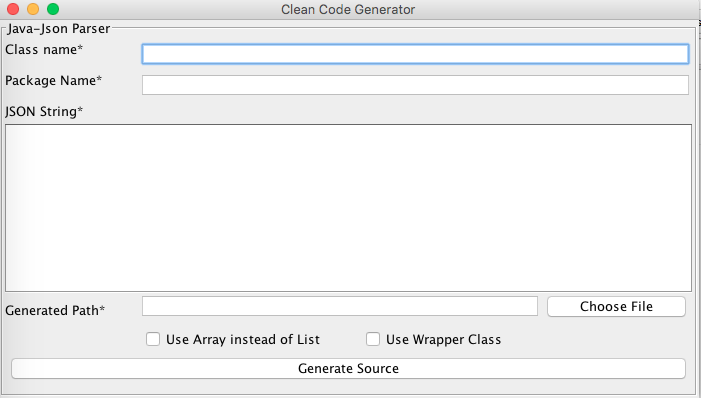 Clean Code Generator
Java-Json Parser
Class name*
Package Name*
JSON String*
Generated Path*
Choose File
Use Array instead of List
Use Wrapper Class
Generate Source